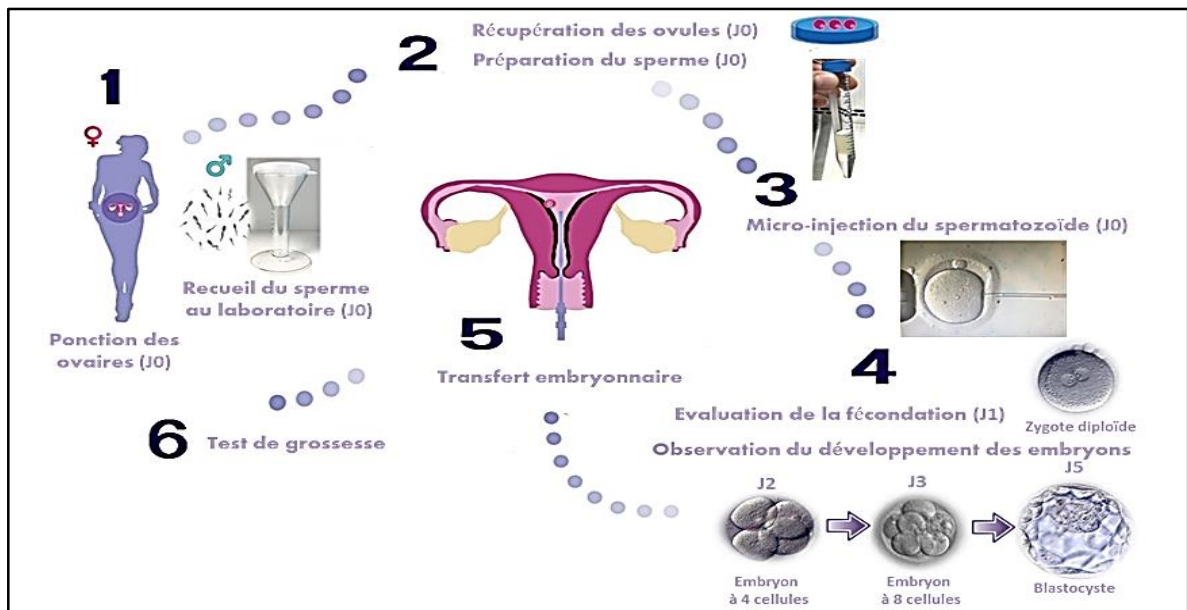 1
♀
♂
Recueil du sperme
au laboratoire (J0)
Ponction des
ovaires (J0)
2
Récupération des ovules (J0)
Préparation du sperme (J0)
3
Micro-injection du spermatozoïde (J0)
4
Evaluation de la fécondation (J1)
Zygote diploïde
Observation du développement des embryons
J2
J3
J5
Embryon
à 4 cellules
Embryon
à 8 cellules
Blastocyste
5
Transfert embryonnaire
6
Test de grossesse